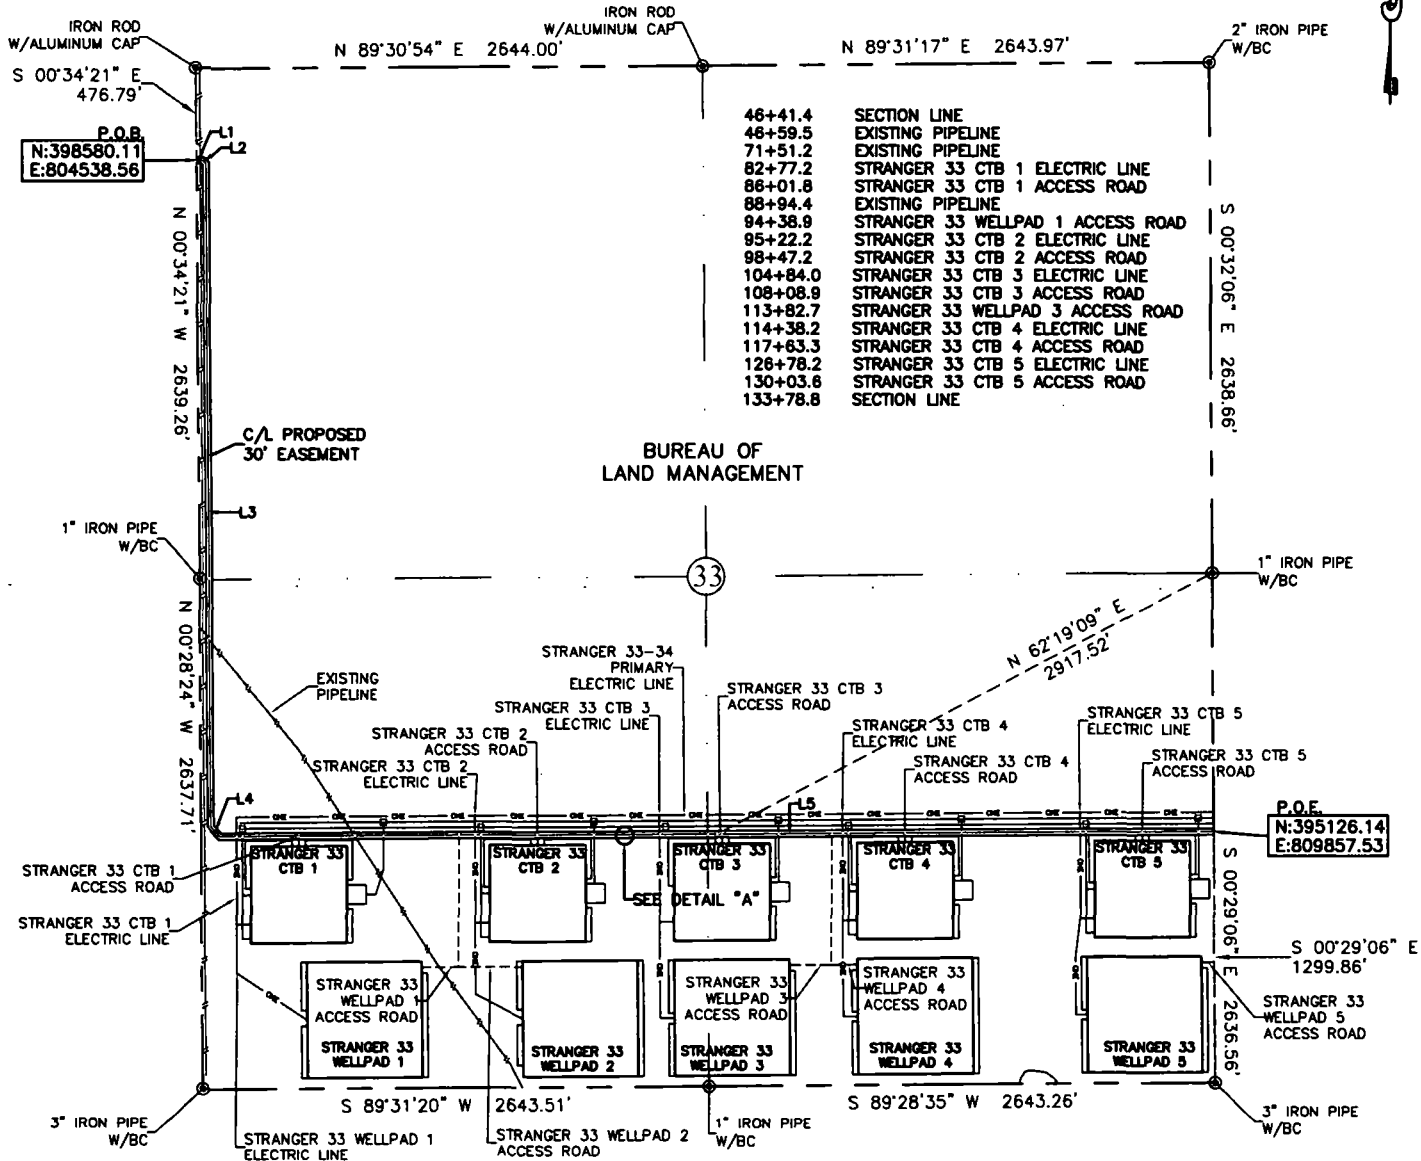 IRON ROD
W/ALUMINUM CAP
N 89°30'54" E 2644.00'
IRON ROD
W/ALUMINUM CAP
N 89°31'17" E 2643.97'
2" IRON PIPE
W/BC
S 00°34'21" E
476.79'
P.O.B.
N:398580.11
E:804538.56
L1
L2
46+41.4 SECTION LINE
46+59.5 EXISTING PIPELINE
71+51.2 EXISTING PIPELINE
82+77.2 STRANGER 33 CTB 1 ELECTRIC LINE
86+01.8 STRANGER 33 CTB 1 ACCESS ROAD
88+94.4 EXISTING PIPELINE
94+38.9 STRANGER 33 WELLPAD 1 ACCESS ROAD
95+22.2 STRANGER 33 CTB 2 ELECTRIC LINE
98+47.2 STRANGER 33 CTB 2 ACCESS ROAD
104+84.0 STRANGER 33 CTB 3 ELECTRIC LINE
108+08.9 STRANGER 33 CTB 3 ACCESS ROAD
113+82.7 STRANGER 33 WELLPAD 3 ACCESS ROAD
114+38.2 STRANGER 33 CTB 4 ELECTRIC LINE
117+63.3 STRANGER 33 CTB 4 ACCESS ROAD
126+78.2 STRANGER 33 CTB 5 ELECTRIC LINE
130+03.6 STRANGER 33 CTB 5 ACCESS ROAD
133+78.8 SECTION LINE
N 00°34'21" W 2639.26'
S 00°32'06" E 2638.66'
C/L PROPOSED
30' EASEMENT
BUREAU OF
LAND MANAGEMENT
L3
1" IRON PIPE
W/BC
33
1" IRON PIPE
W/BC
N 00°28'24" W 2637.71'
N 62°19'09" E
2917.52'
EXISTING
PIPELINE
STRANGER 33-34
PRIMARY
ELECTRIC LINE
STRANGER 33 CTB 3
ACCESS ROAD
STRANGER 33 CTB 3
ELECTRIC LINE
STRANGER 33 CTB 2
ACCESS ROAD
STRANGER 33 CTB 2
ELECTRIC LINE
STRANGER 33 CTB 4
ELECTRIC LINE
STRANGER 33 CTB 4
ACCESS ROAD
STRANGER 33 CTB 5
ELECTRIC LINE
STRANGER 33 CTB 5
ACCESS ROAD
L4
L5
P.O.E.
N:395126.14
E:809857.53
STRANGER 33
CTB 1
STRANGER 33
CTB 2
STRANGER 33
CTB 3
STRANGER 33
CTB 4
STRANGER 33
CTB 5
STRANGER 33 CTB 1
ACCESS ROAD
STRANGER 33 CTB 1
ELECTRIC LINE
SEE DETAIL "A"
S 00°29'06" E 2636.56'
S 00°29'06" E
1299.86'
STRANGER 33
WELLPAD 1
ACCESS ROAD
STRANGER 33
WELLPAD 3
ACCESS ROAD
STRANGER 33
WELLPAD 4
ACCESS ROAD
STRANGER 33
WELLPAD 5
ACCESS ROAD
STRANGER 33
WELLPAD 1
STRANGER 33
WELLPAD 2
STRANGER 33
WELLPAD 3
STRANGER 33
WELLPAD 4
STRANGER 33
WELLPAD 5
S 89°31'20" W 2643.51'
S 89°28'35" W 2643.26'
3" IRON PIPE
W/BC
STRANGER 33 WELLPAD 1
ELECTRIC LINE
STRANGER 33 WELLPAD 2
ACCESS ROAD
1" IRON PIPE
W/BC
3" IRON PIPE
W/BC